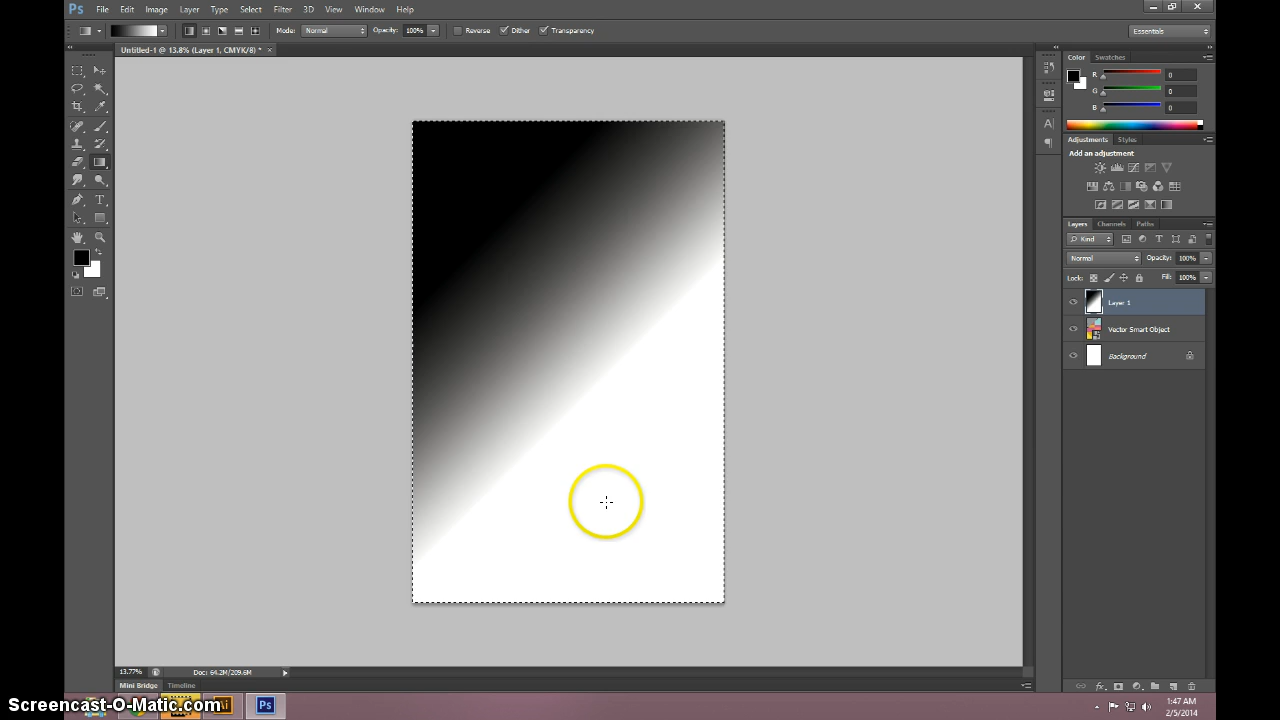 Ps File Edit Image Layer Type Select Filter 3D View Window Help
Mode: Normal Opacity: 100% Reverse Dither Transparency Essentials
Untitled-1 @ 13.8% (Layer 1, CMYK/8) * ×
Color Swatches
R 0
G 0
B 0
Adjustments Styles
Add an adjustment
Layers Channels Paths
Kind
Normal Opacity: 100%
Lock: Fill: 100%
Layer 1
Vector Smart Object
Background
13.77% Doc: 64.2M/209.6M
Mini Bridge Timeline
Screencast-O-Matic.com Ai Ps 1:47 AM
2/5/2014